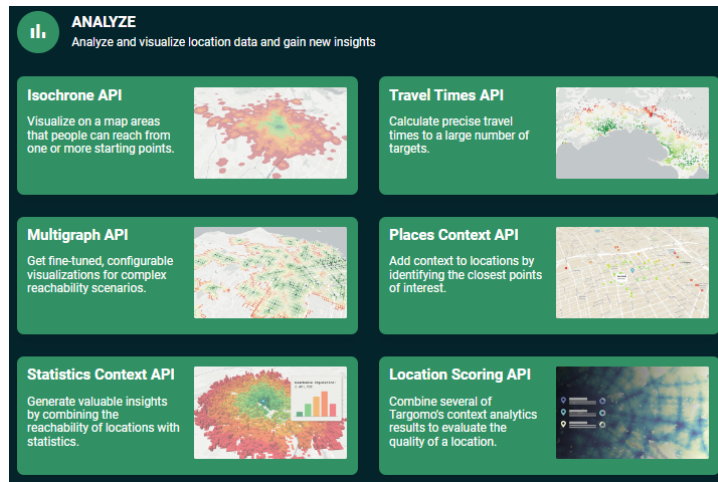 ANALYZE
Analyze and visualize location data and gain new insights
Isochrone API
Visualize on a map areas
that people can reach from
one or more starting points.
Travel Times API
Calculate precise travel
times to a large number of
targets.
Multigraph API
Get fine-tuned, configurable
visualizations for complex
reachability scenarios.
Places Context API
Add context to locations by
identifying the closest points
of interest.
Statistics Context API
Generate valuable insights
by combining the
reachability of locations with
statistics.
Location Scoring API
Combine several of
Targomo's context analytics
results to evaluate the
quality of a location.